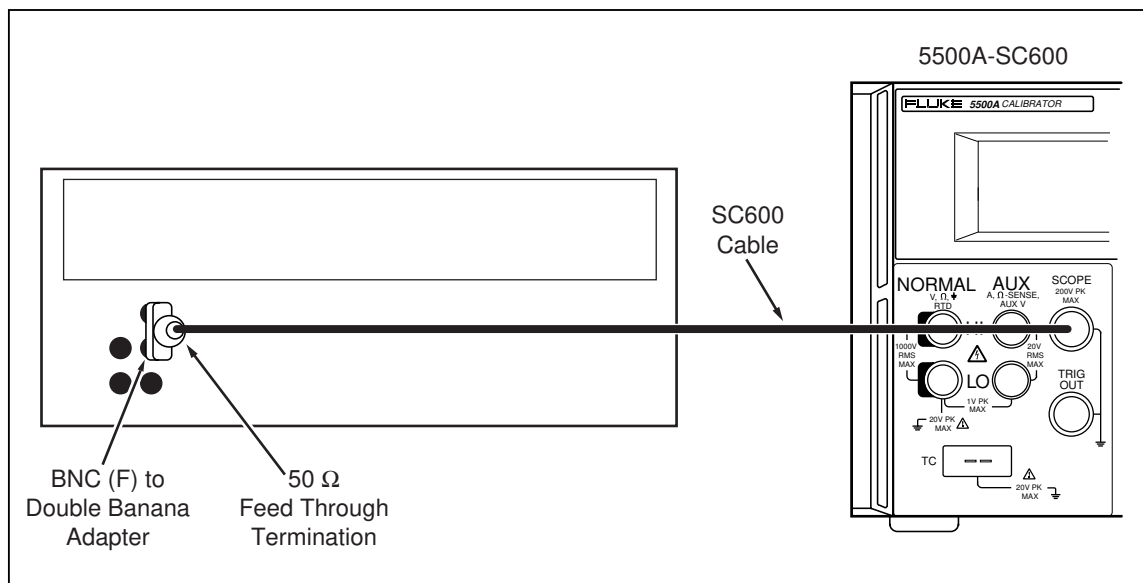 5500A-SC600
FLUKE 5500A CALIBRATOR
SC600
Cable
NORMAL
V, Ω,
RTD
AUX
A, Ω-SENSE,
AUX V
SCOPE
200V PK
MAX
1000V
RMS
MAX
20V
RMS
MAX
LO
TRIG
OUT
1V PK
MAX
20V PK
MAX
TC
20V PK
MAX
BNC (F) to
Double Banana
Adapter
50 Ω
Feed Through
Termination